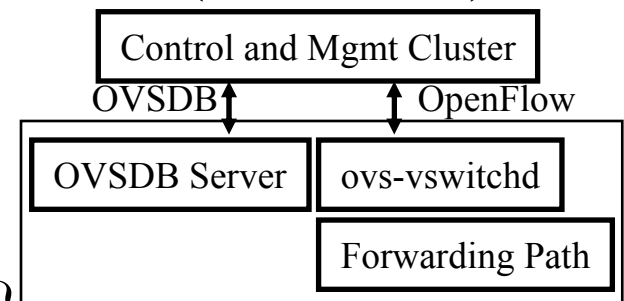 Control and Mgmt Cluster
OVSDB OpenFlow
OVSDB Server ovs-vswitchd
Forwarding Path